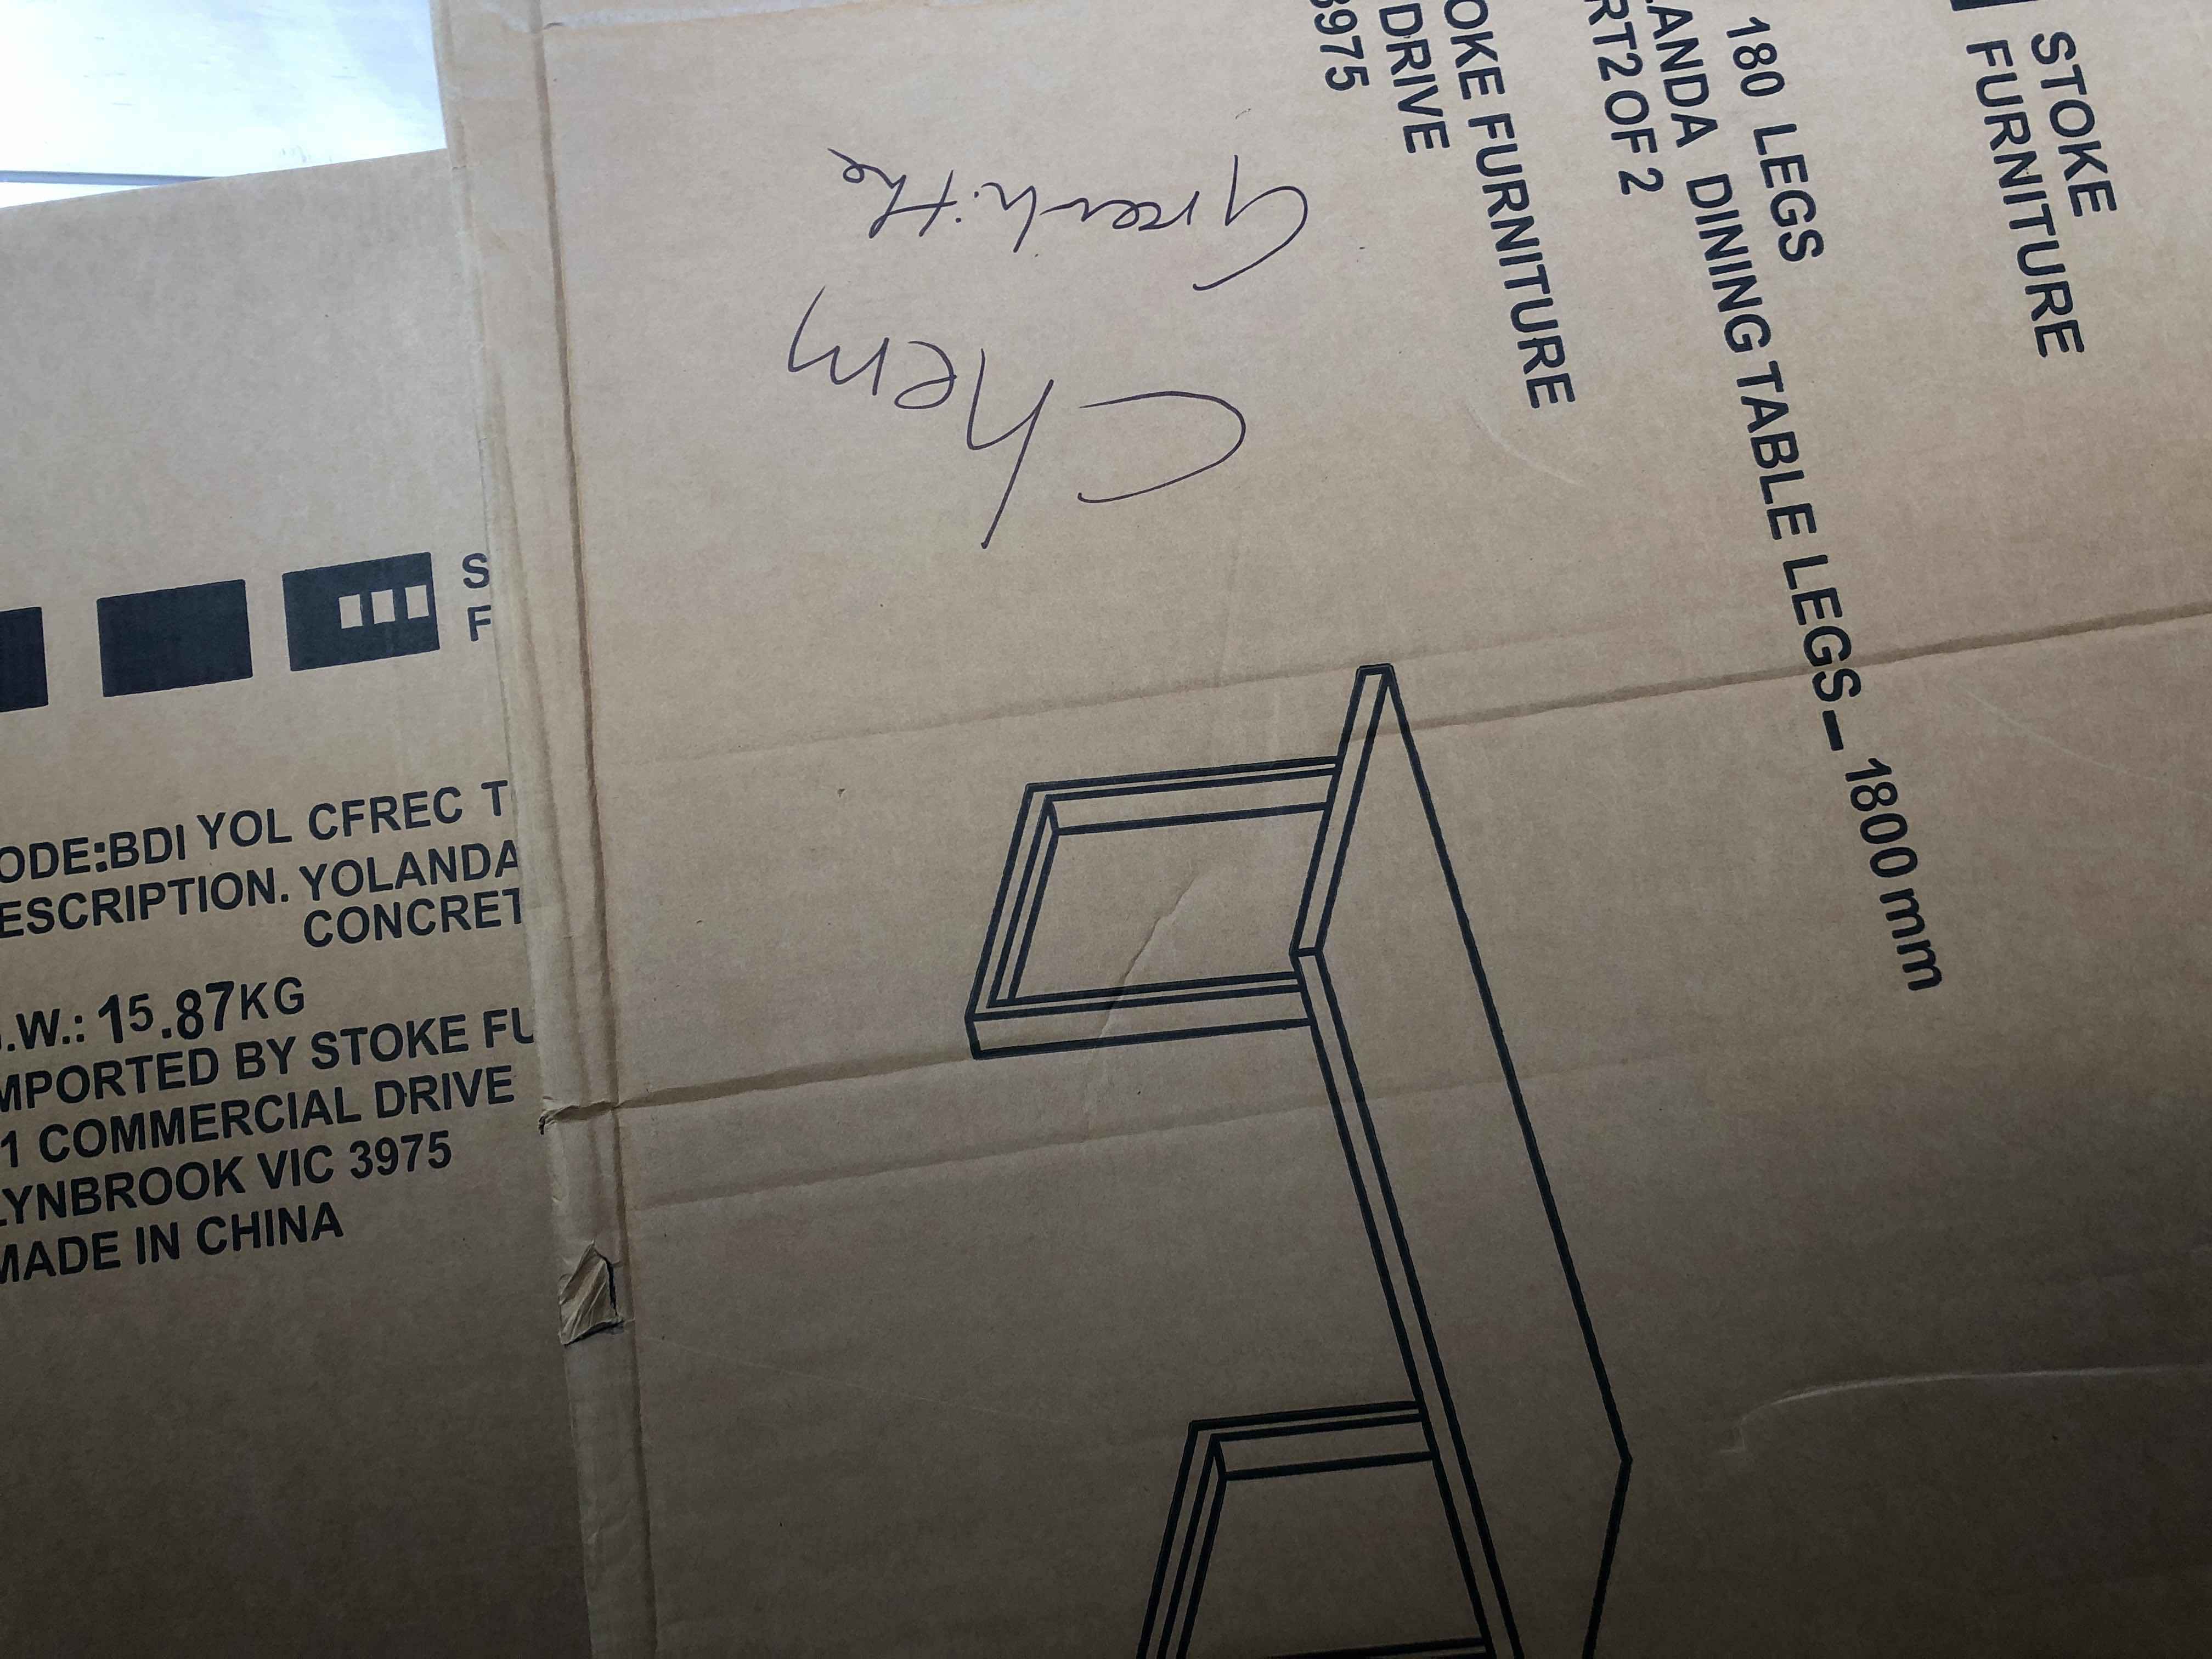 STOKE
FURNITURE
180 LEGS
ANDA DINING TABLE LEGS-1800mm
RT2 OF 2
OKE FURNITURE
DRIVE
3975
Chem
Greenhithe
S
F
ODE:BDI YOL CFREC T
ESCRIPTION. YOLANDA
CONCRET
.W.: 15.87KG
MPORTED BY STOKE FU
1 COMMERCIAL DRIVE
LYNBROOK VIC 3975
MADE IN CHINA